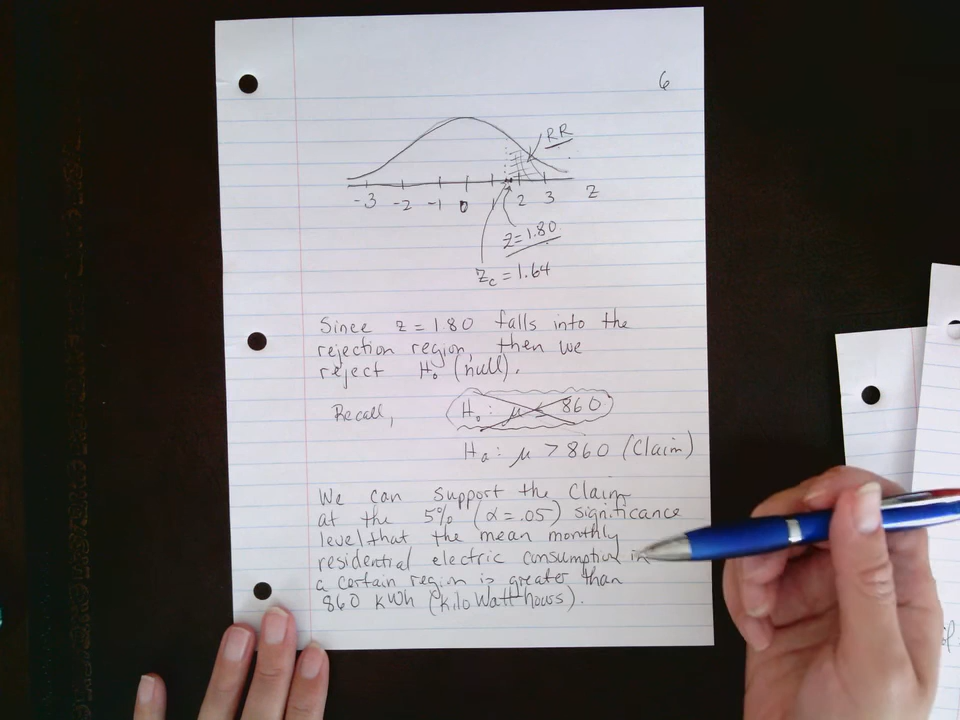 6
RR
-3 -2 -1 0 2 3 Z
Z=1.80
Zc = 1.64
Since z = 1.80 falls into the
rejection region, then we
reject H₀ (null).
Recall, H₀: μ ≤ 860
Ha: μ > 860 (Claim)
We can support the Claim
at the 5% (α=.05) significance
level that the mean monthly
residential electric consumption in
a certain region is greater than
860 kWh (kilowatt hours).